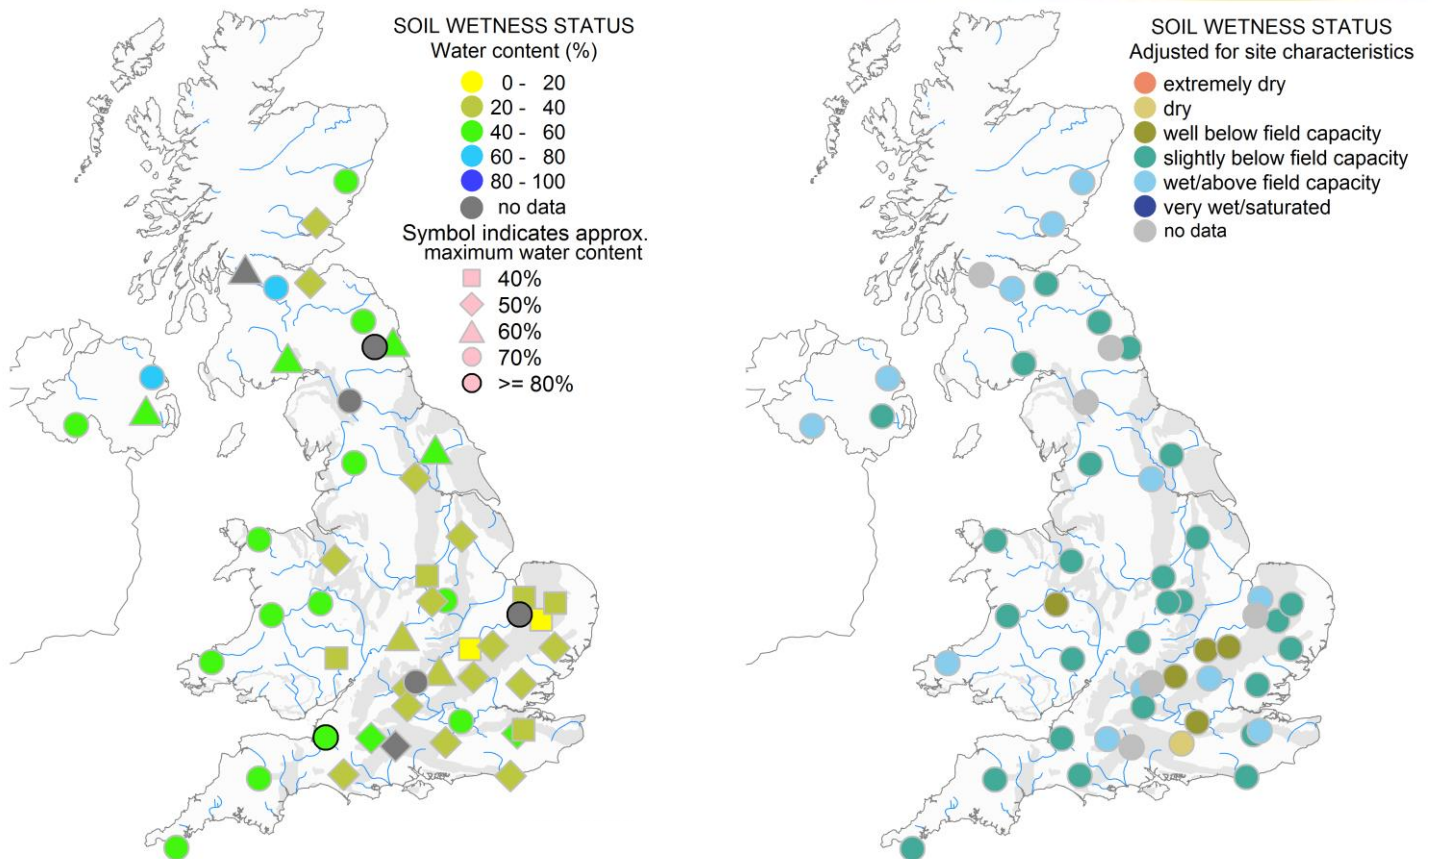 SOIL WETNESS STATUS
Water content (%)
0 - 20
20 - 40
40 - 60
60 - 80
80 - 100
no data
Symbol indicates approx.
maximum water content
40%
50%
60%
70%
>= 80%
SOIL WETNESS STATUS
Adjusted for site characteristics
extremely dry
dry
well below field capacity
slightly below field capacity
wet/above field capacity
very wet/saturated
no data